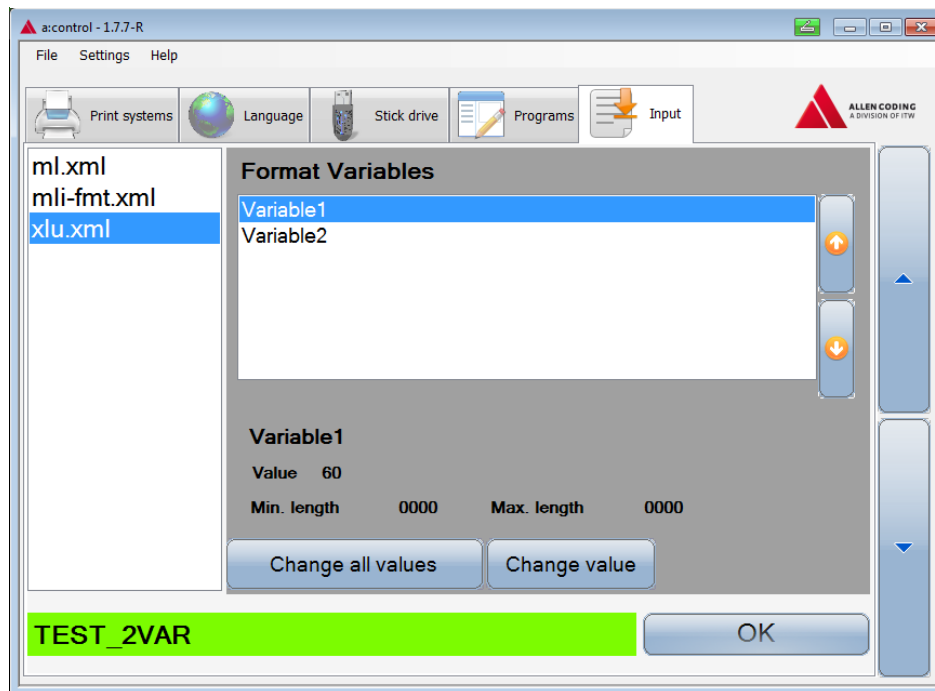 a:control - 1.7.7-R
File Settings Help
Print systems Language Stick drive Programs Input
ALLEN CODING
A DIVISION OF ITW
ml.xml
mli-fmt.xml
xlu.xml
Format Variables
Variable1
Variable2
Variable1
Value 60
Min. length 0000 Max. length 0000
Change all values Change value
TEST_2VAR OK